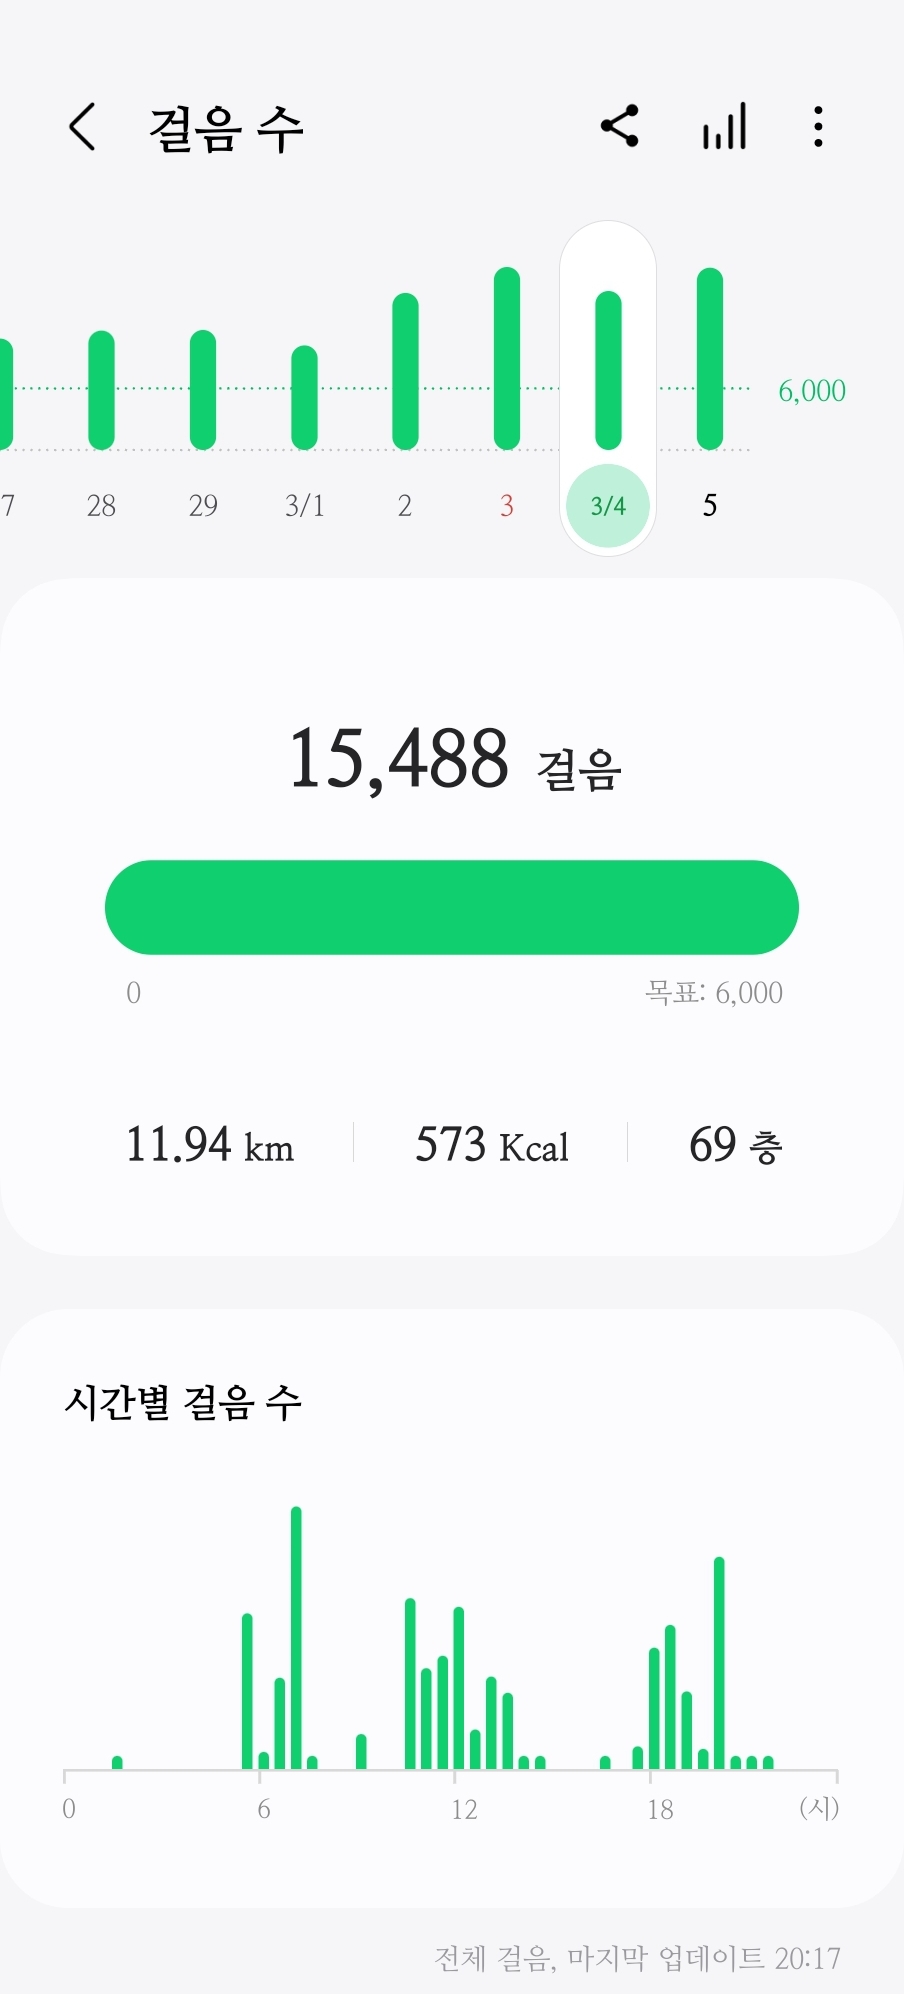 걸음 수
6,000
7 28 29 3/1 2 3 3/4 5
15,488 걸음
0 목표: 6,000
11.94 km 573 Kcal 69 층
시간별 걸음 수
0 6 12 18 (시)
전체 걸음, 마지막 업데이트 20:17